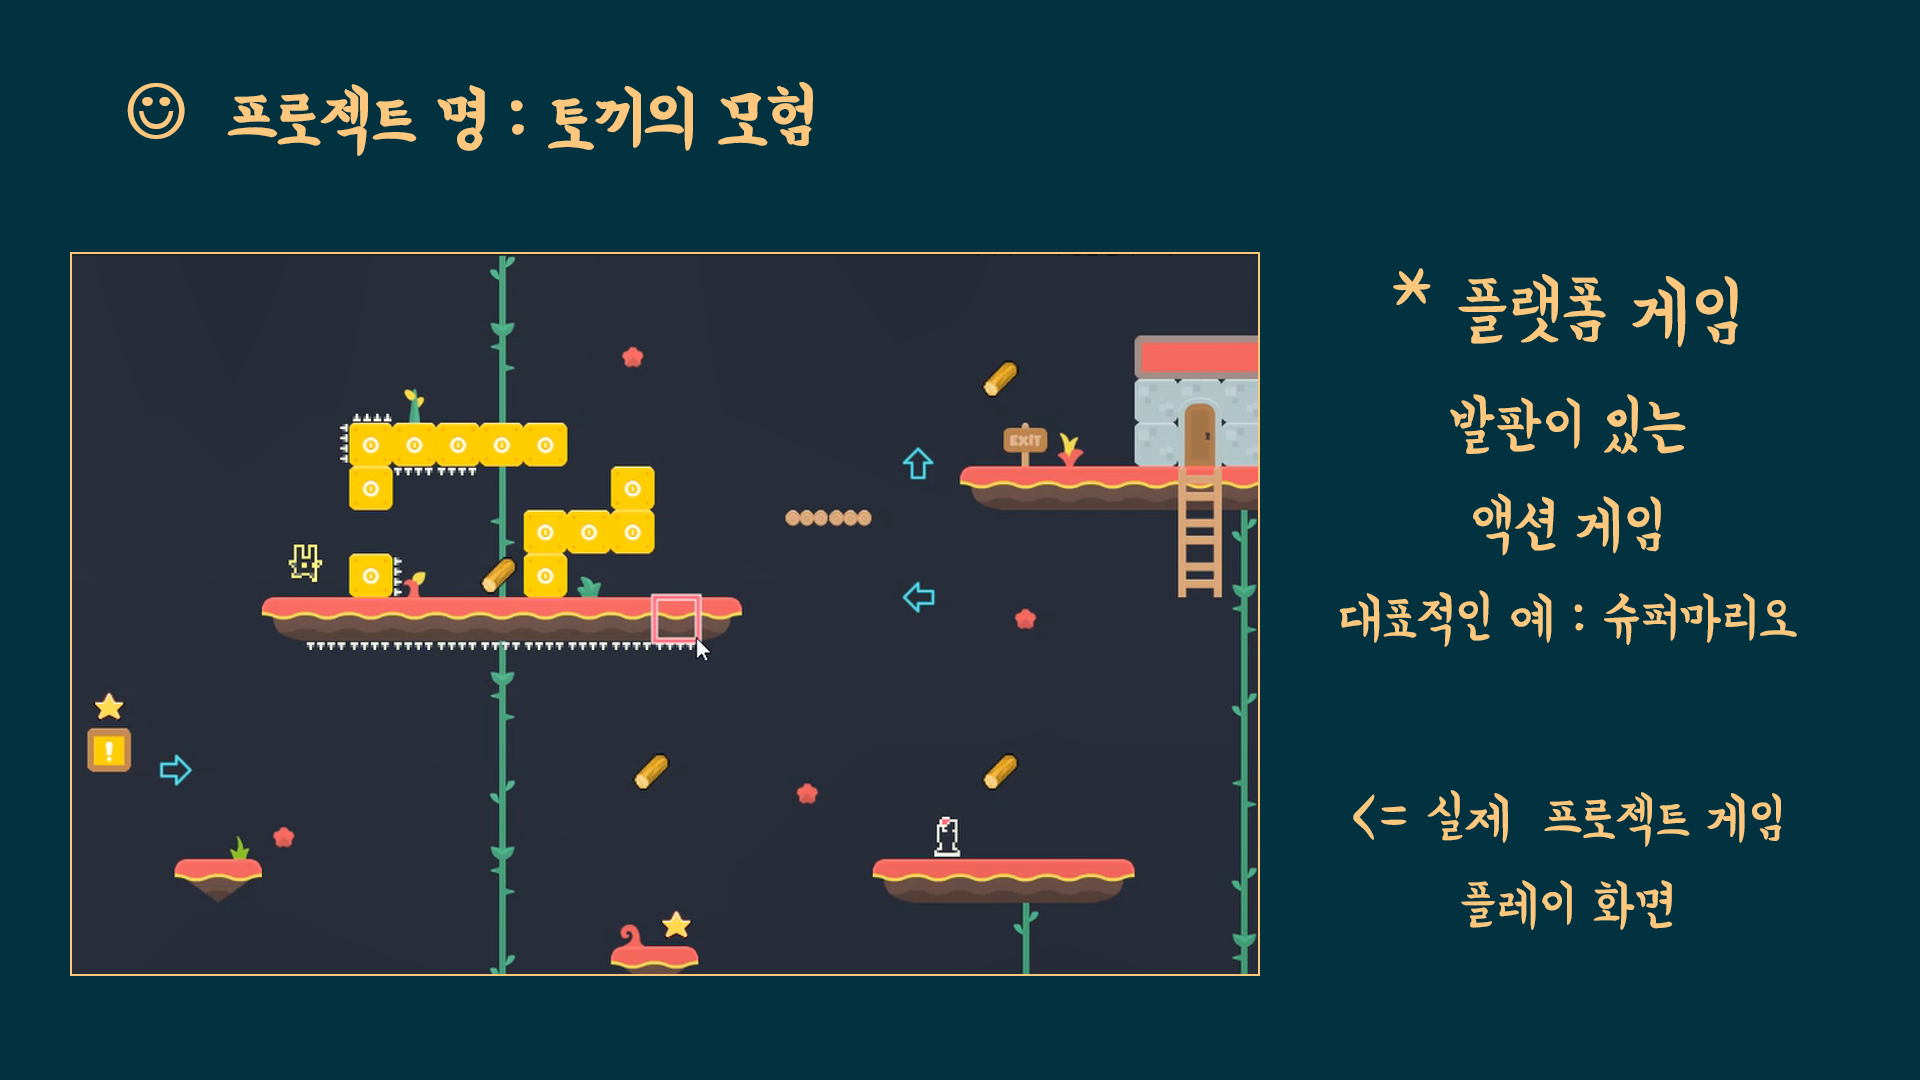 프로젝트 명 : 토끼의 모험
* 플랫폼 게임
발판이 있는
액션 게임
대표적인 예 : 슈퍼마리오
<= 실제 프로젝트 게임
플레이 화면
EXIT
!